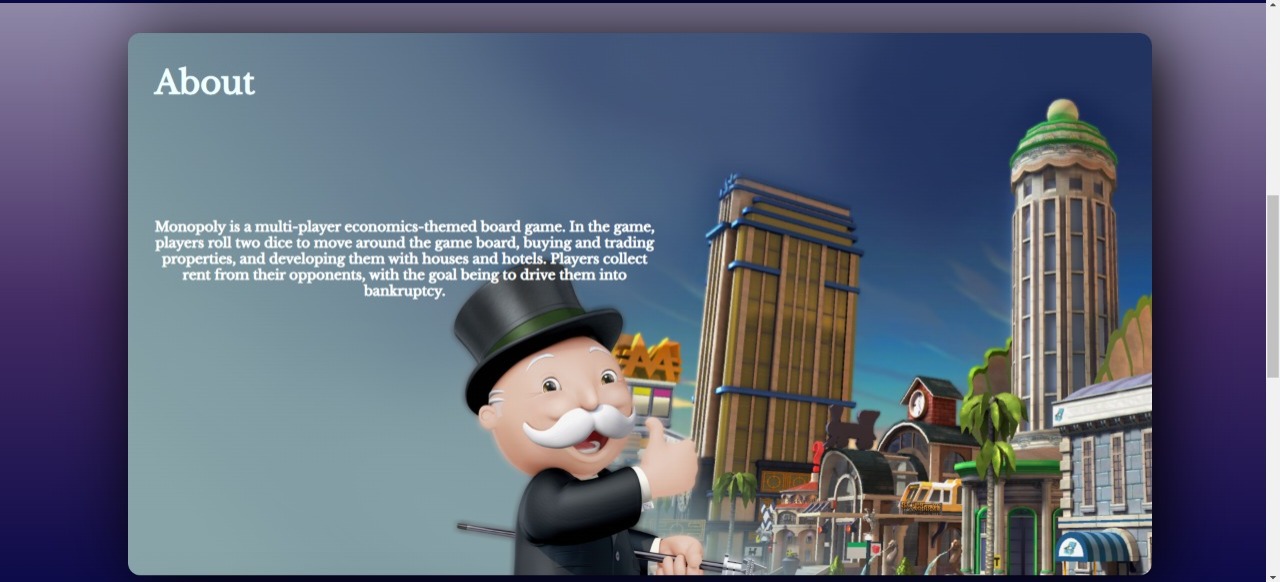 About
Monopoly is a multi-player economics-themed board game. In the game,
players roll two dice to move around the game board, buying and trading
properties, and developing them with houses and hotels. Players collect
rent from their opponents, with the goal being to drive them into
bankruptcy.